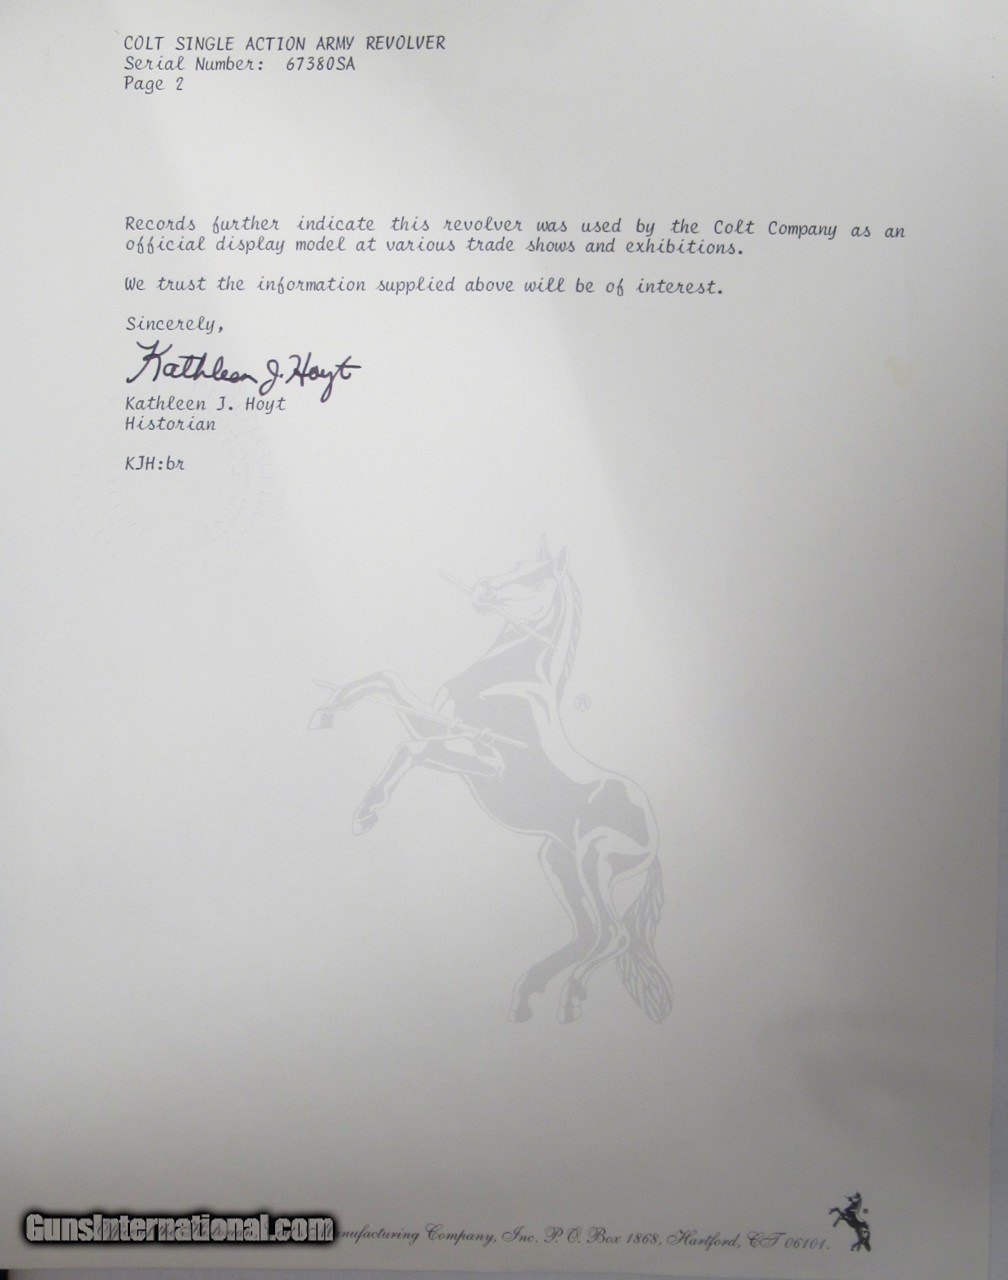 COLT SINGLE ACTION ARMY REVOLVER
Serial Number: 67380SA
Page 2
Records further indicate this revolver was used by the Colt Company as an
official display model at various trade shows and exhibitions.
We trust the information supplied above will be of interest.
Sincerely,
Kathleen J. Hoyt
Kathleen J. Hoyt
Historian
KJH:br
®
GunsInternational.com
Manufacturing Company, Inc. P.O. Box 1868, Hartford, CT 06101.